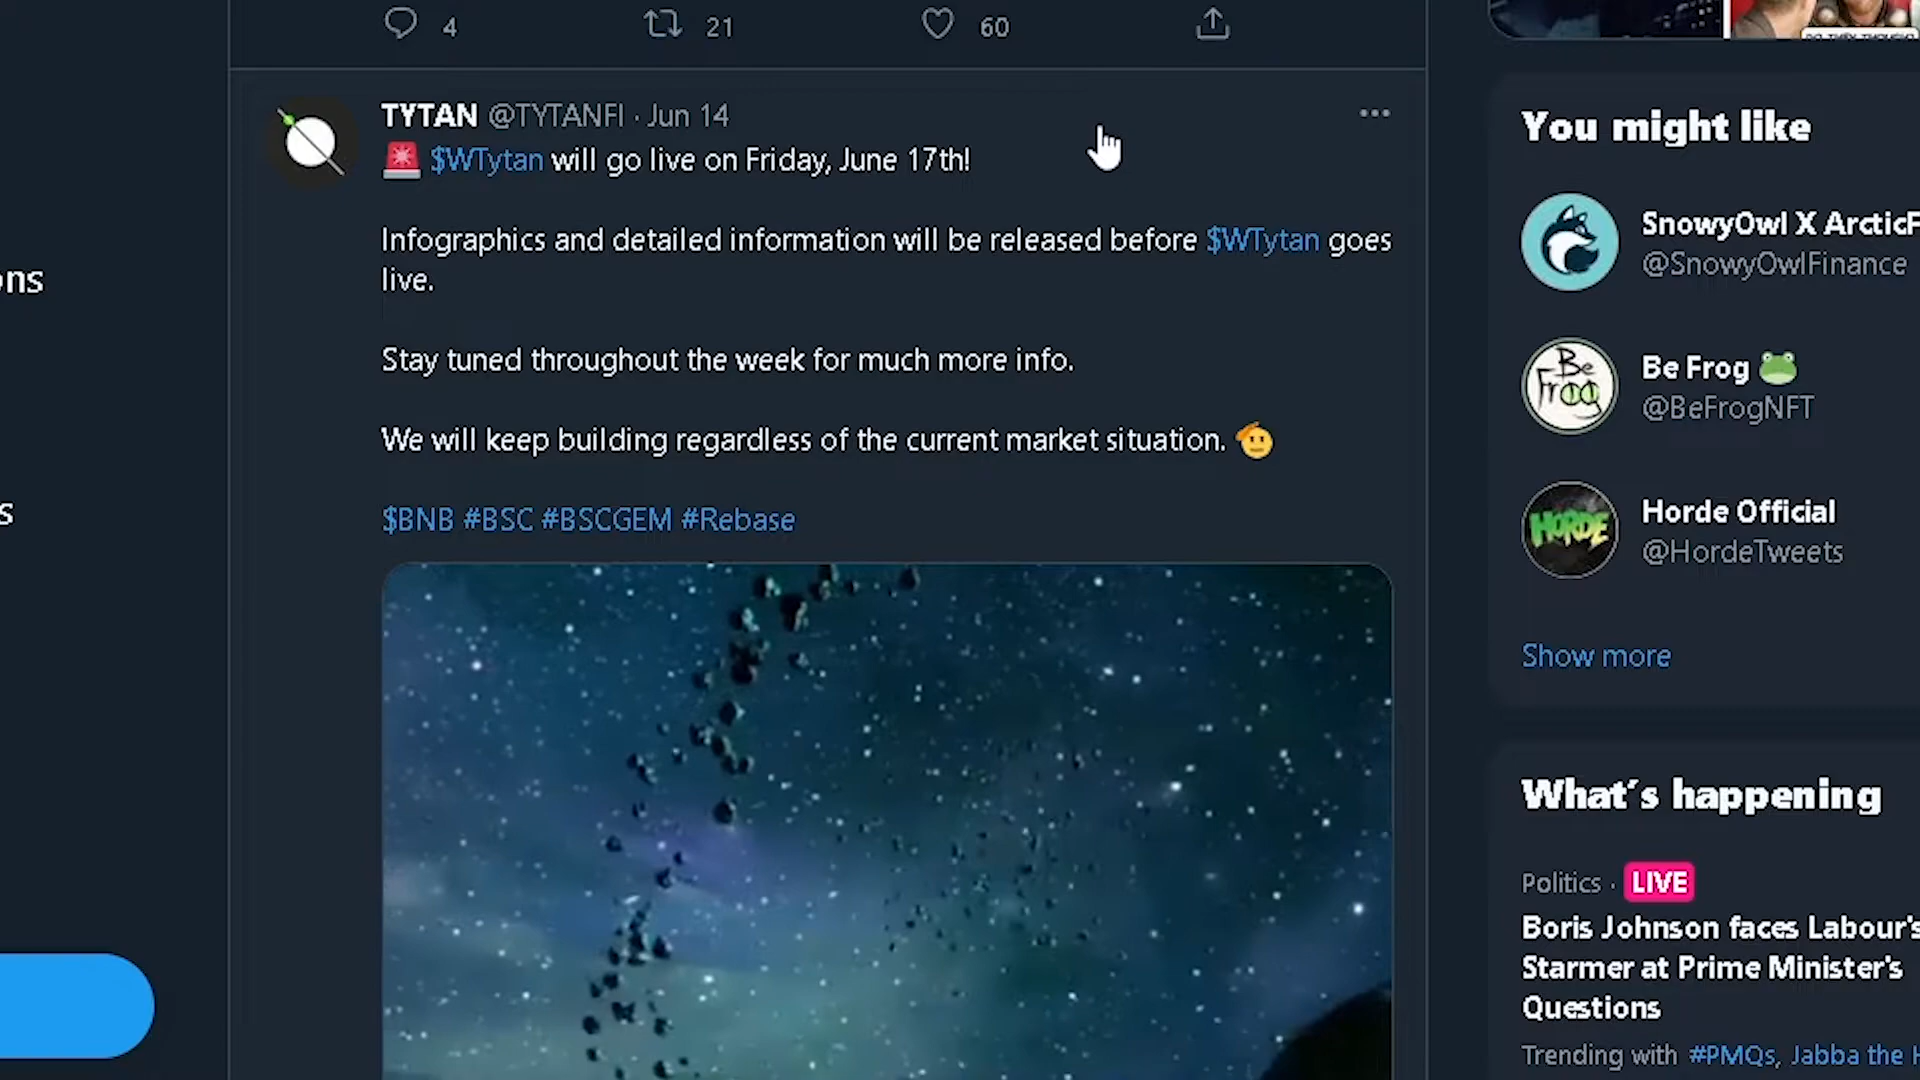 4 21 60
TYTAN @TYTANFI · Jun 14
$WTytan will go live on Friday, June 17th!
Infographics and detailed information will be released before $WTytan goes
live.
Stay tuned throughout the week for much more info.
We will keep building regardless of the current market situation.
$BNB #BSC #BSCGEM #Rebase
ons
s
You might like
SnowyOwl X ArcticF
@SnowyOwlFinance
Be Frog
@BeFrogNFT
Be
Frog
Horde Official
@HordeTweets
HORDE
Show more
What's happening
Politics · LIVE
Boris Johnson faces Labour's
Starmer at Prime Minister's
Questions
Trending with #PMQs, Jabba the H